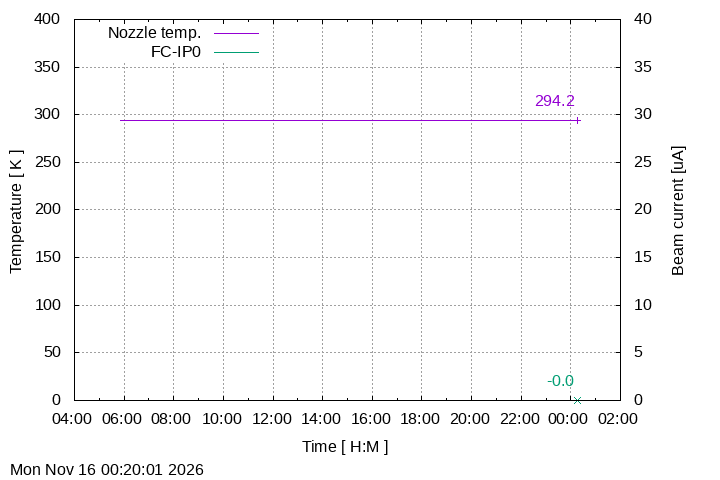 400
350
300
250
200
150
100
50
0
Temperature [ K ]
Nozzle temp.
FC-IP0
294.2
-0.0
40
35
30
25
20
15
10
5
0
Beam current [uA]
04:00 06:00 08:00 10:00 12:00 14:00 16:00 18:00 20:00 22:00 00:00 02:00
Time [ H:M ]
Mon Nov 16 00:20:01 2026